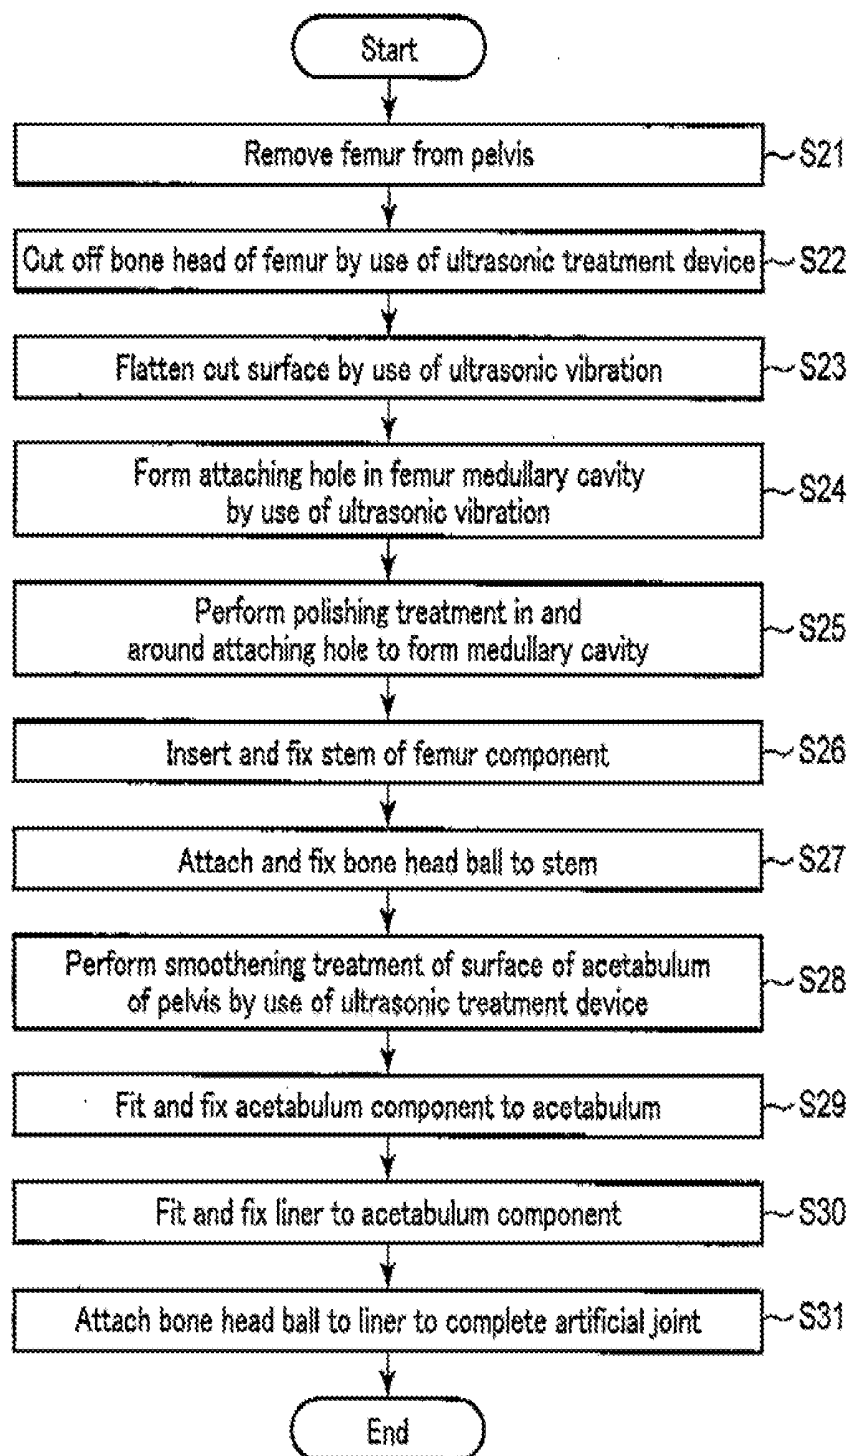 Start
Remove femur from pelvis
S21
Cut off bone head of femur by use of ultrasonic treatment device
S22
Flatten out surface by use of ultrasonic vibration
S23
Form attaching hole in femur medullary cavity
by use of ultrasonic vibration
S24
Perform polishing treatment in and
around attaching hole to form medullary cavity
S25
Insert and fix stem of femur component
S26
Attach and fix bone head ball to stem
S27
Perform smoothening treatment of surface of acetabulum
of pelvis by use of ultrasonic treatment device
S28
Fit and fix acetabulum component to acetabulum
S29
Fit and fix liner to acetabulum component
S30
Attach bone head ball to liner to complete artificial joint
S31
End